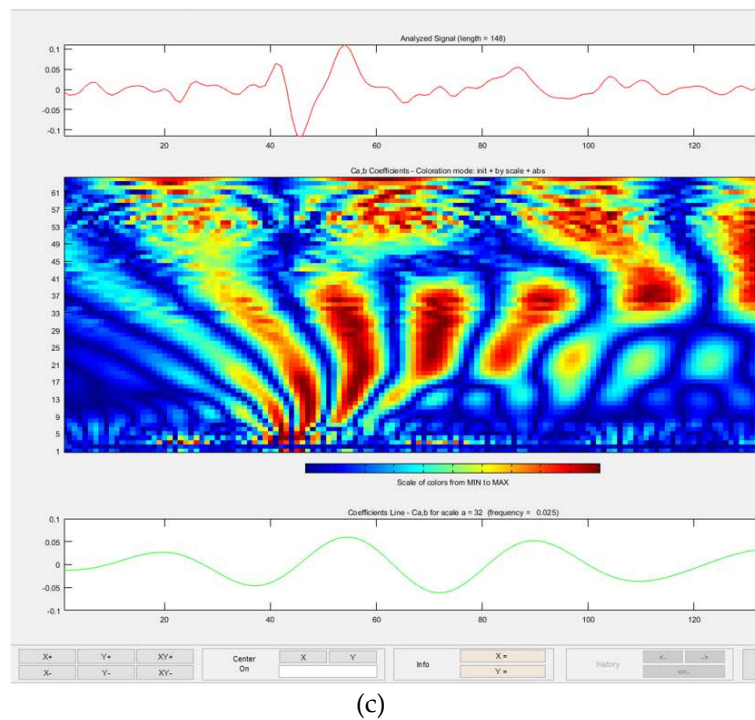 Analyzed Signal (length = 148)
0.1
0.05
0
-0.05
-0.1
20 40 60 80 100 120
Ca,b Coefficients - Coloration mode: init + by scale + abs
61
57
53
49
45
41
37
33
29
25
21
17
13
9
5
1
Scale of colors from MIN to MAX
Coefficients Line - Ca,b for scale a = 32 (frequency = 0.025)
0.1
0.05
0
-0.05
-0.1
20 40 60 80 100 120
X+ Y+ XY+
X- Y- XY-
Center
On
X Y
Info
X =
Y =
History
<- ->
<<-
(c)